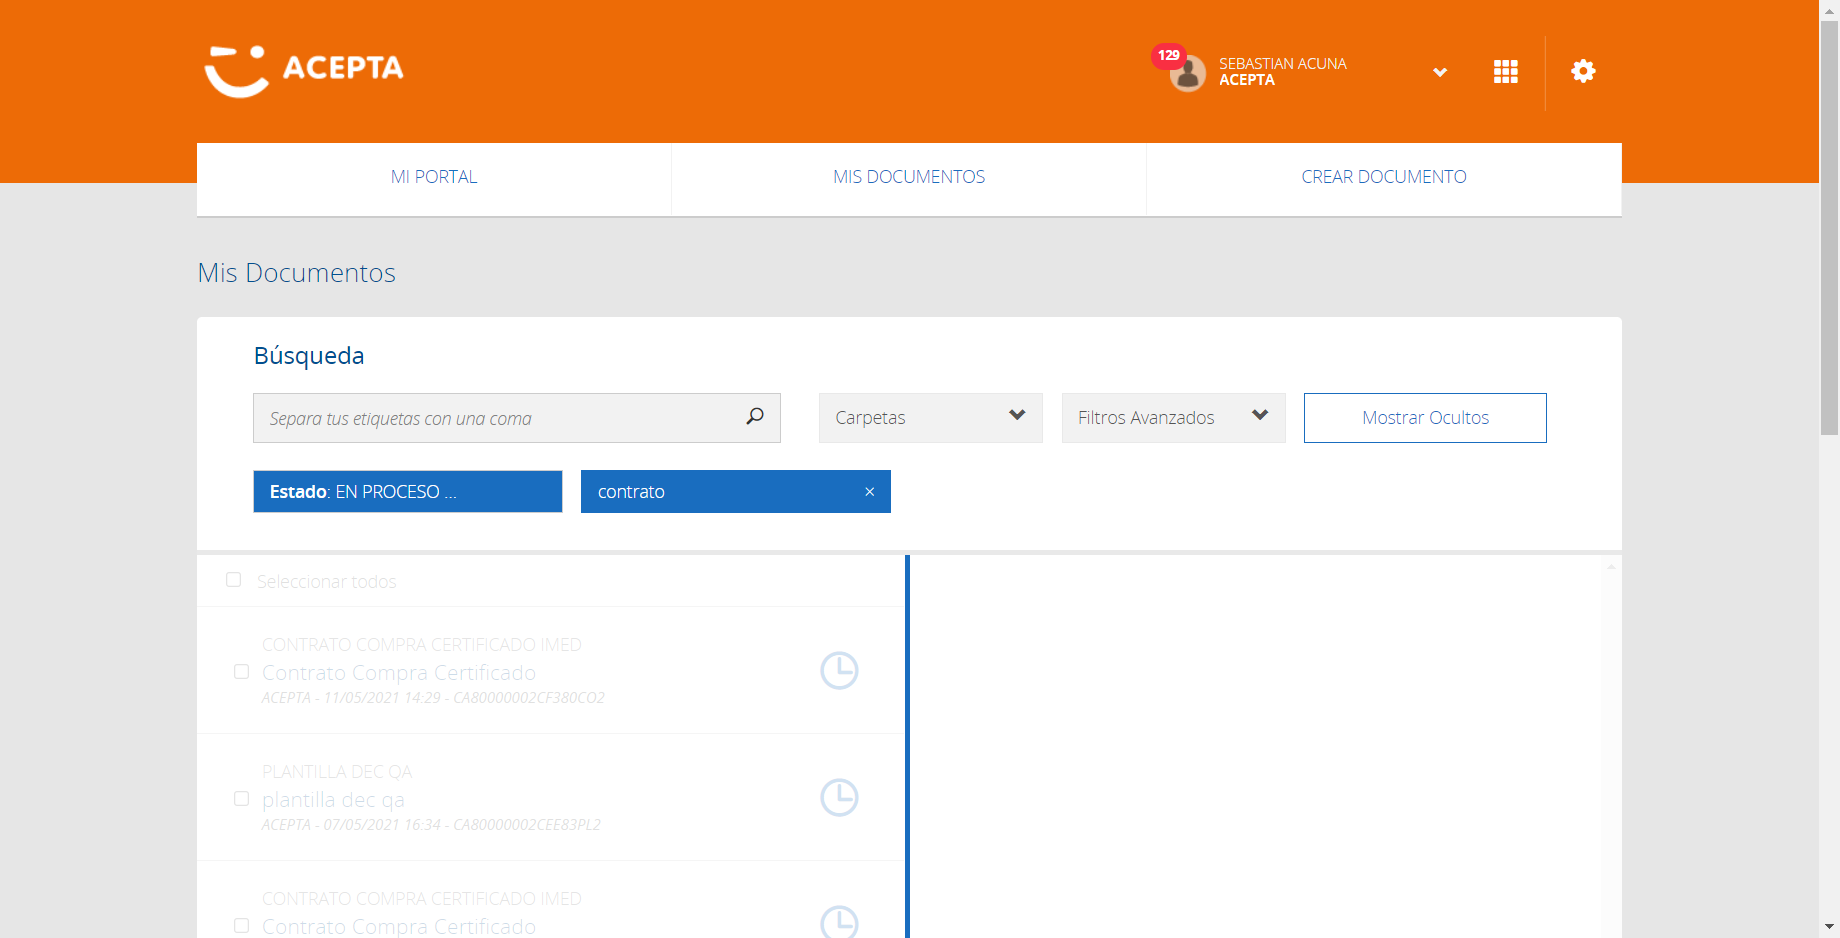 ACEPTA
129
SEBASTIAN ACUNA
ACEPTA
MI PORTAL
MIS DOCUMENTOS
CREAR DOCUMENTO
Mis Documentos
Búsqueda
Separa tus etiquetas con una coma
Carpetas
Filtros Avanzados
Mostrar Ocultos
Estado: EN PROCESO ...
contrato ×
Seleccionar todos
CONTRATO COMPRA CERTIFICADO IMED
Contrato Compra Certificado
ACEPTA - 11/05/2021 14:29 - CA80000002CF380CO2
PLANTILLA DEC QA
plantilla dec qa
ACEPTA - 07/05/2021 16:34 - CA80000002CEE83PL2
CONTRATO COMPRA CERTIFICADO IMED
Contrato Compra Certificado